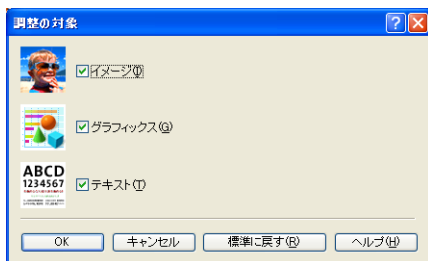 調整の対象
イメージ(I)
グラフィックス(G)
ABCD
1234567
テキスト(T)
OK キャンセル 標準に戻す(R) ヘルプ(H)